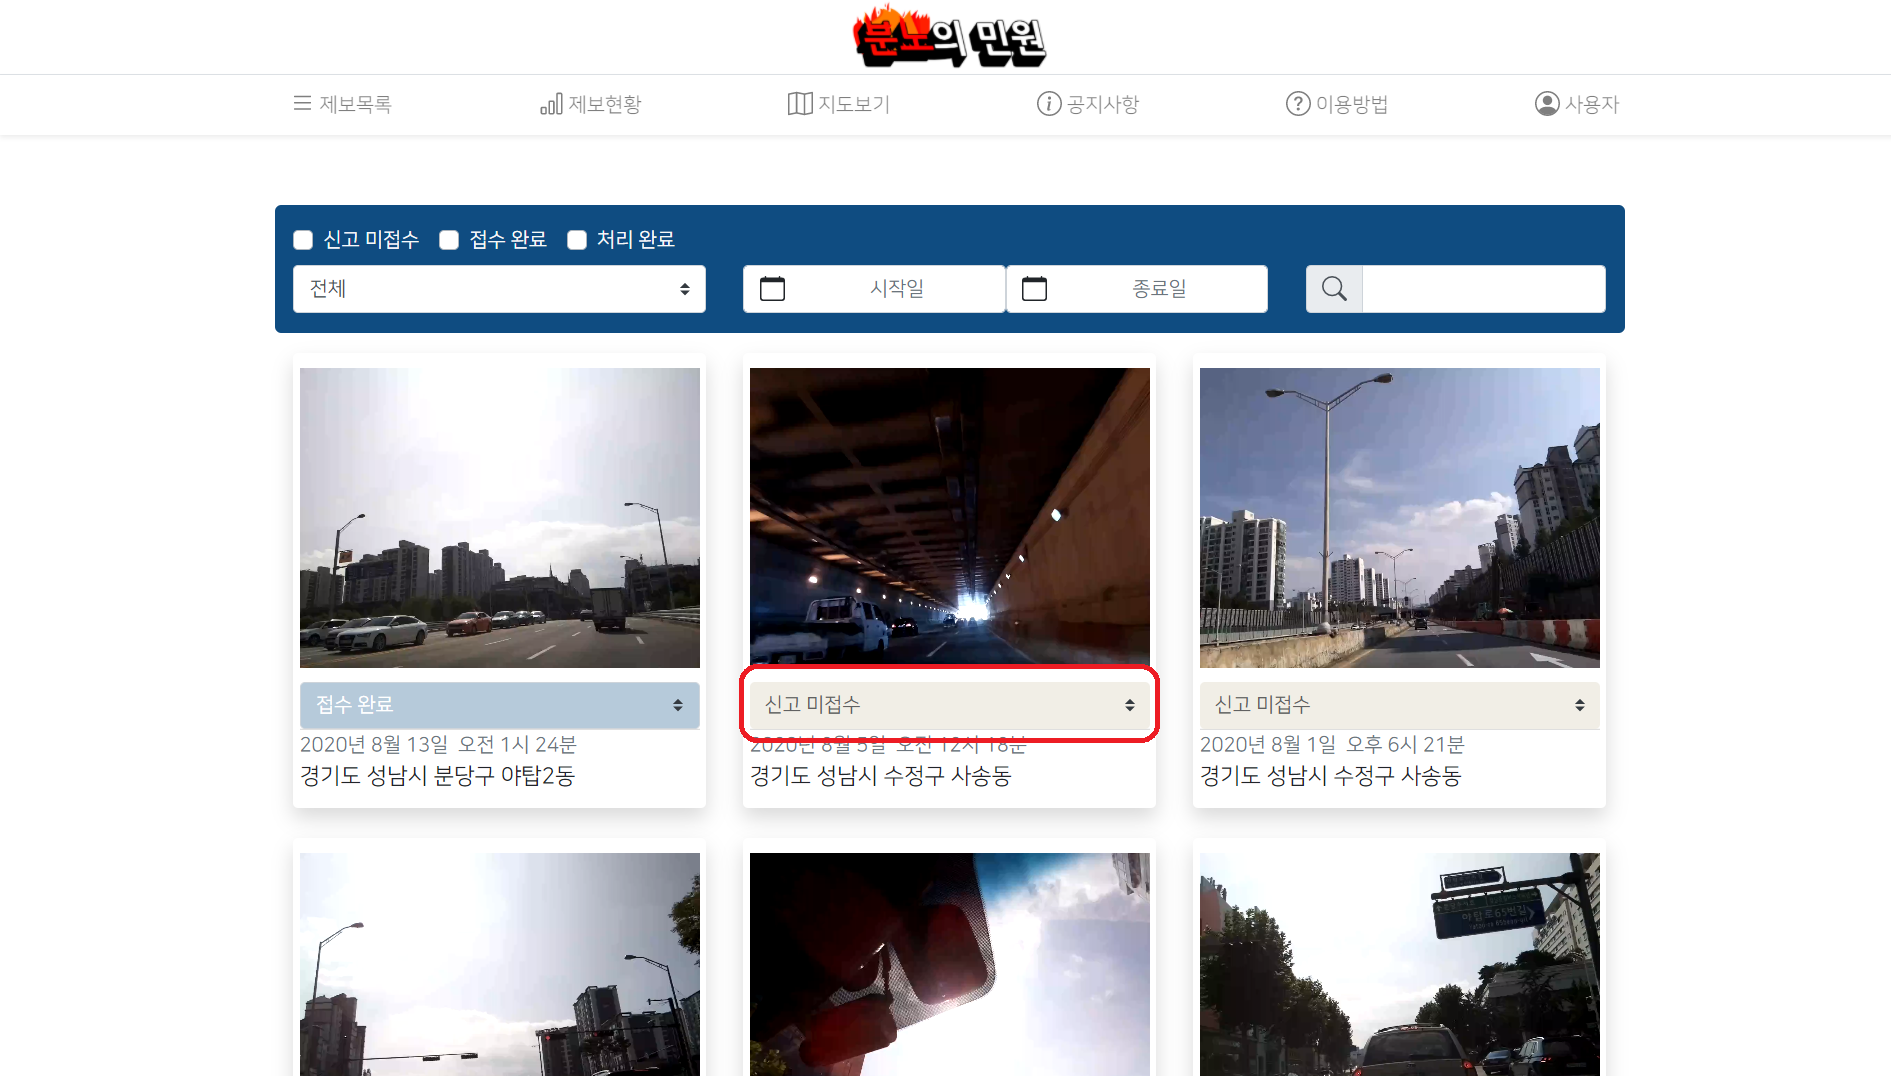 분노의 민원
제보목록
제보현황
지도보기
공지사항
이용방법
사용자
신고 미접수
접수 완료
처리 완료
전체
시작일
종료일
접수 완료
2020년 8월 13일 오전 1시 24분
경기도 성남시 분당구 야탑2동
신고 미접수
2020년 8월 5일 오전 12시 18분
경기도 성남시 수정구 사송동
신고 미접수
2020년 8월 1일 오후 6시 21분
경기도 성남시 수정구 사송동
야탑로65번길